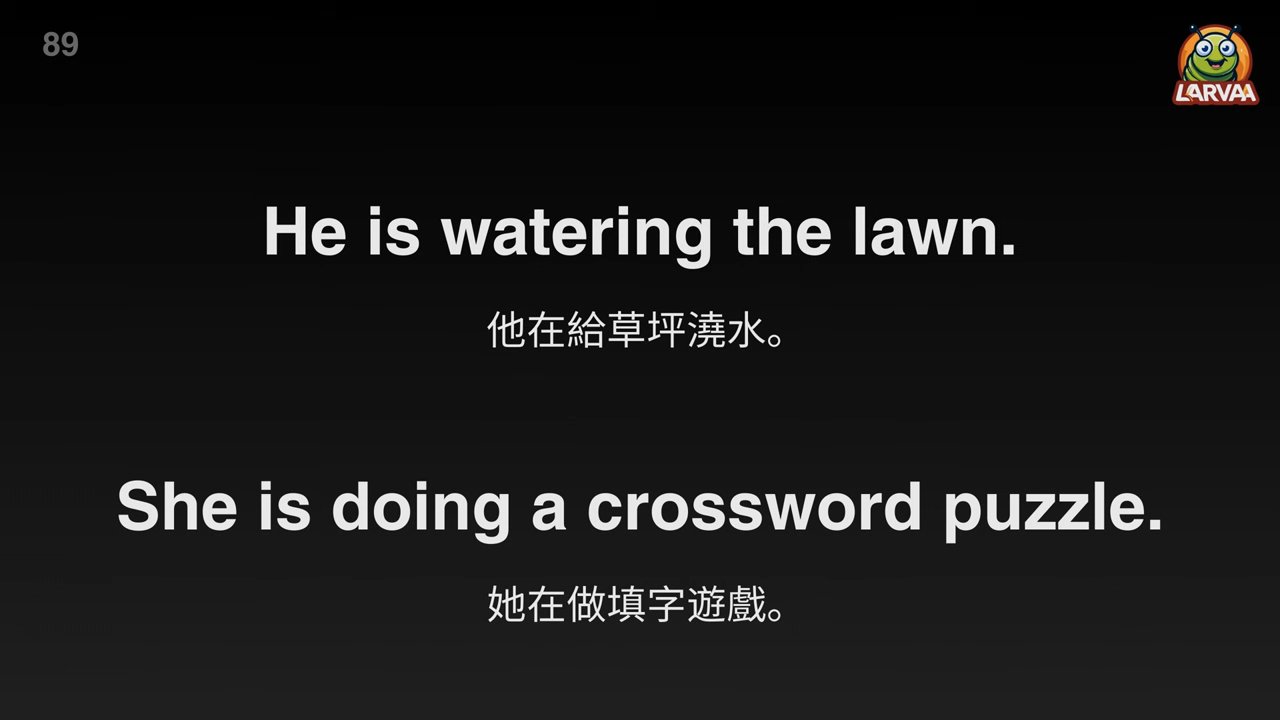 89
LARVAA
He is watering the lawn.
他在給草坪澆水。
She is doing a crossword puzzle.
她在做填字遊戲。